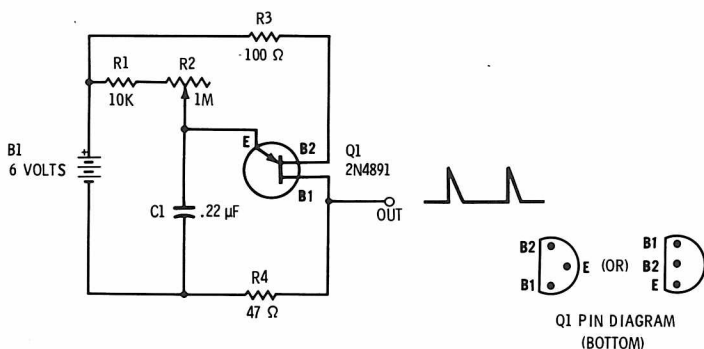 R3
100 Ω
R1
R2
10K
1M
E
B2
Q1
2N4891
B1
6 VOLTS
+
B1
C1
.22 µF
OUT
R4
47 Ω
B2
E
B1
(OR)
B1
B2
E
Q1 PIN DIAGRAM
(BOTTOM)